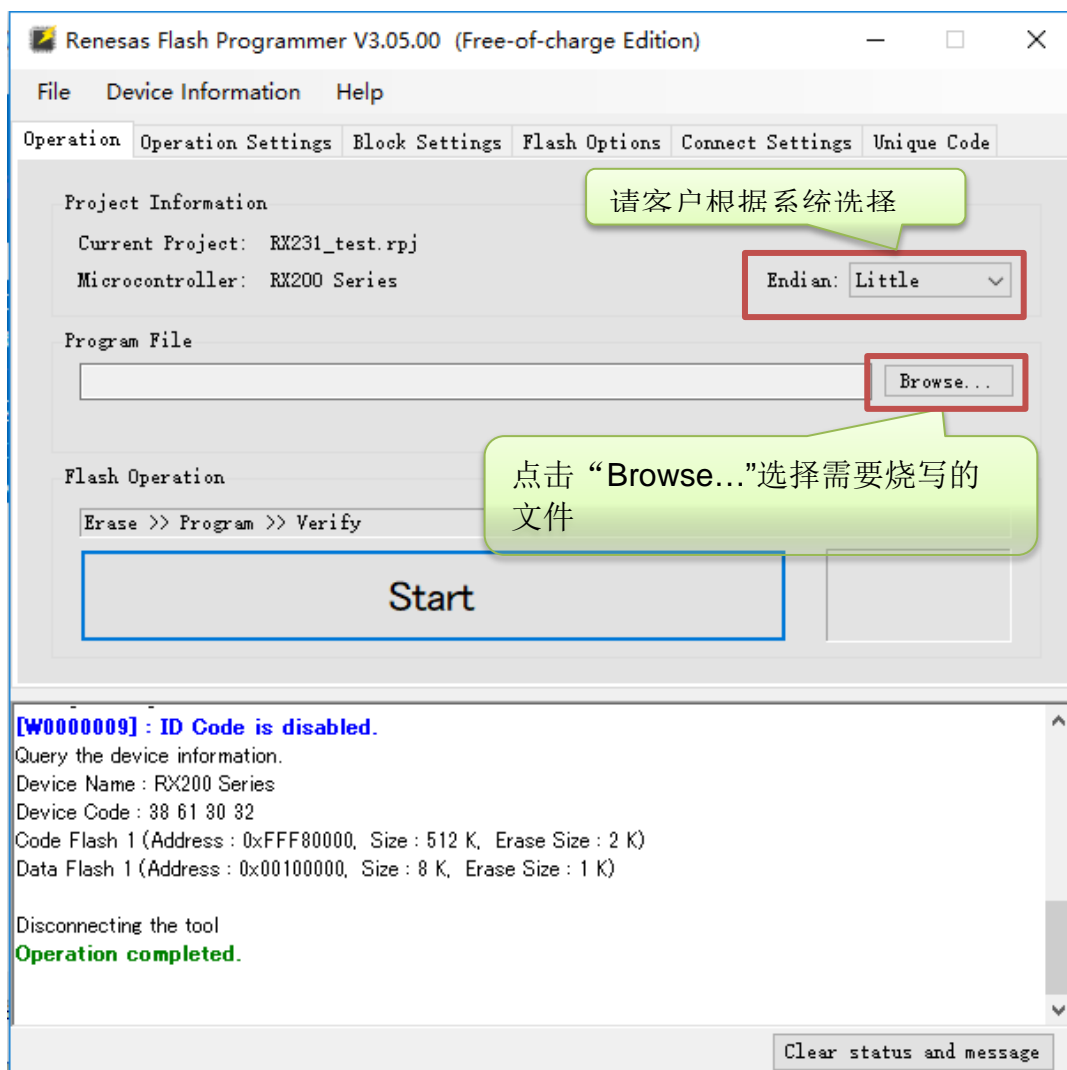 Renesas Flash Programmer V3.05.00 (Free-of-charge Edition)
File Device Information Help
Operation Operation Settings Block Settings Flash Options Connect Settings Unique Code
Project Information
请客户根据系统选择
Current Project: RX231_test.rpj
Microcontroller: RX200 Series
Endian: Little
Program File
Browse...
点击“Browse…”选择需要烧写的
文件
Flash Operation
Erase >> Program >> Verify
Start
[W0000009] : ID Code is disabled.
Query the device information.
Device Name : RX200 Series
Device Code : 38 61 30 32
Code Flash 1 (Address : 0xFFF80000, Size : 512 K, Erase Size : 2 K)
Data Flash 1 (Address : 0x00100000, Size : 8 K, Erase Size : 1 K)
Disconnecting the tool
Operation completed.
Clear status and message